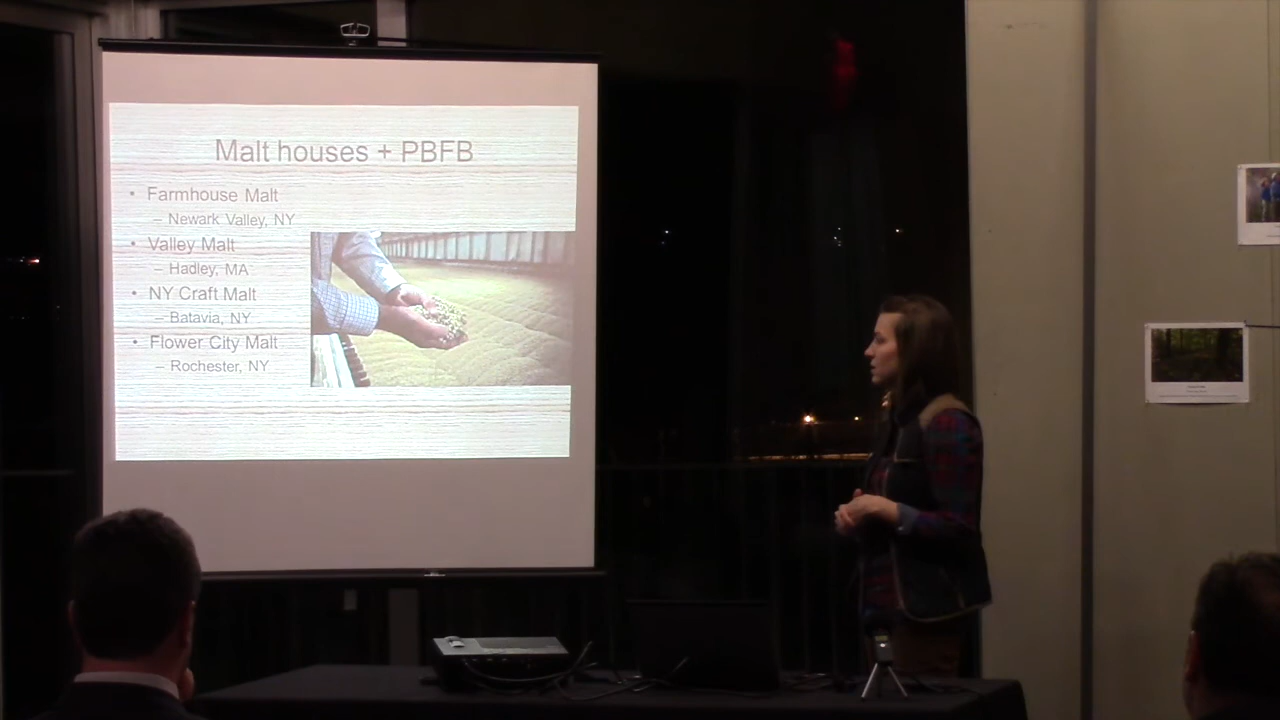 Malt houses + PBFB
• Farmhouse Malt
– Newark Valley, NY
• Valley Malt
– Hadley, MA
• NY Craft Malt
– Batavia, NY
• Flower City Malt
– Rochester, NY